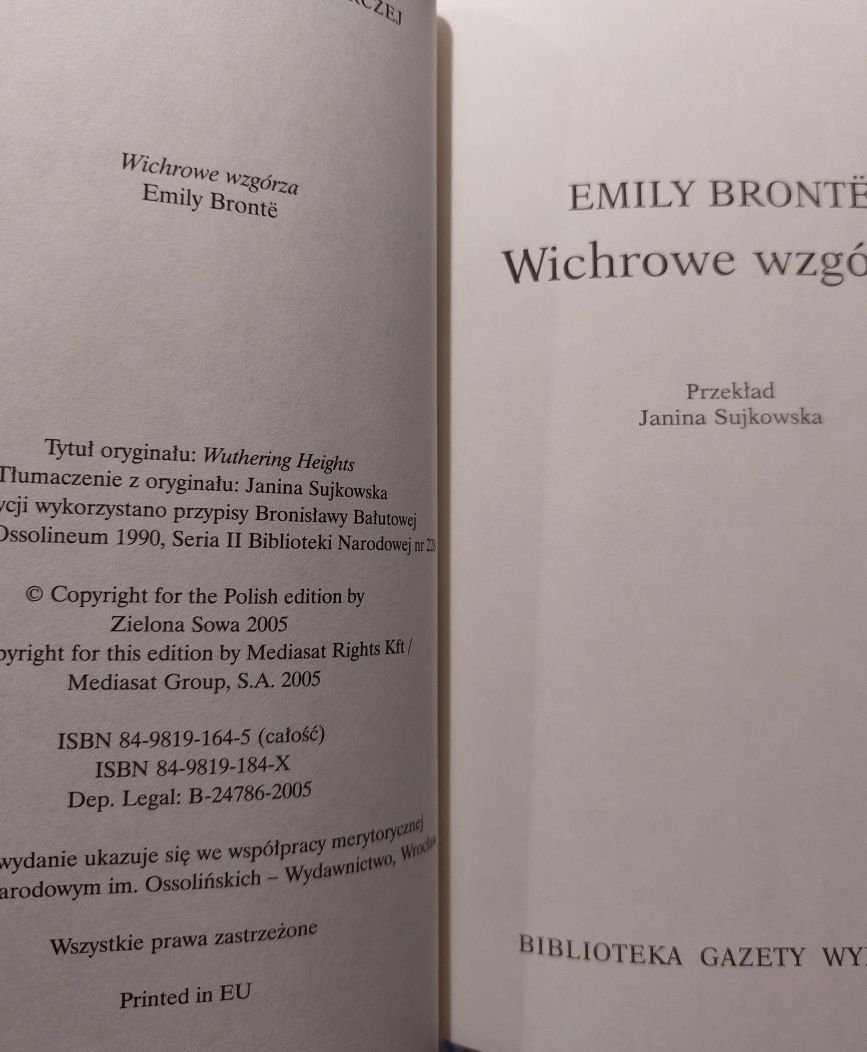 Wichrowe wzgórza
Emily Brontë
Tytuł oryginału: Wuthering Heights
Tłumaczenie z oryginału: Janina Sujkowska
wykorzystano przypisy Bronisławy Bałutowej
Ossolineum 1990, Seria II Biblioteki Narodowej nr
© Copyright for the Polish edition by
Zielona Sowa 2005
for this edition by Mediasat Rights Kft/
Mediasat Group, S.A. 2005
ISBN 84-9819-164-5 (całość)
ISBN 84-9819-184-X
Dep. Legal: B-24786-2005
wydanie ukazuje się we współpracy merytorycznej
im. Ossolińskich – Wydawnictwo,
Wszystkie prawa zastrzeżone
Printed in EU
EMILY BRONTË
Wichrowe
Przekład
Janina Sujkowska
BIBLIOTEKA GAZETY